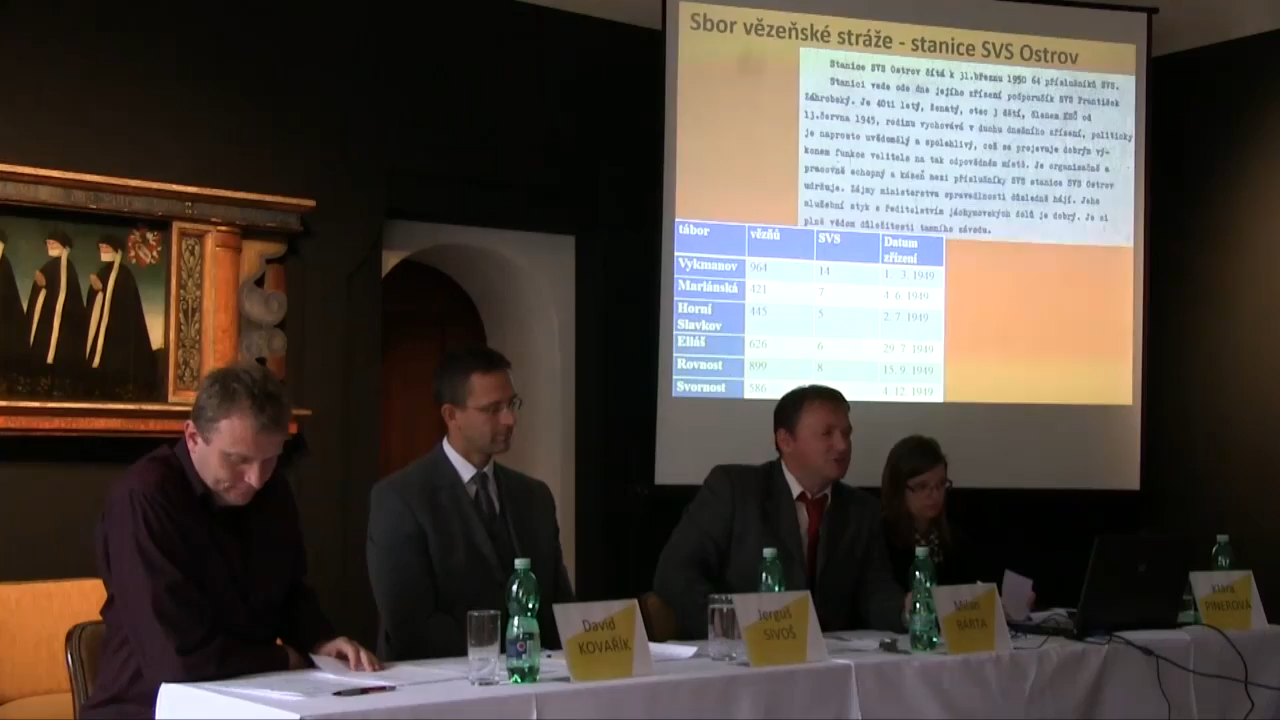 Sbor vězeňské stráže - stanice SVS Ostrov
Stanice SVS Ostrov čítá k 31.březnu 1950 64 příslušníků SVS.
Stanici vede ode dne jejího zřízení podporučík SVS František
Záhrobský. Je 40ti letý, ženatý, otec 3 dětí, členem KSČ od
13.června 1945, rodinu vychovává v duchu dnešního zřízení, politicky
je naprosto uvědomělý a spolehlivý, což se projevuje dobrým vý-
konem funkce velitele na tak odpovědném místě. Je organisačně a
pracovně schopný a kázeň mezi příslušníky SVS stanice SVS Ostrov
udržuje. Zájmy ministerstva spravedlnosti důsledně hájí. Jeho
služební styk s ředitelstvím jáchymovských dolů je dobrý. Je si
plně vědom důležitosti tamního závodu.
tábor vězňů SVS Datum zřízení
Vykmanov 964 14 1. 3. 1949
Mariánská 421 7 4. 6. 1949
Horní Slavkov 445 5 2. 7. 1949
Eliáš 626 6 29. 7. 1949
Rovnost 899 8 15. 9. 1949
Svornost 586 4. 12. 1949
David
KOVAŘÍK
Jerguš
SIVOŠ
Milan
BÁRTA
Klára
PINEROVÁ